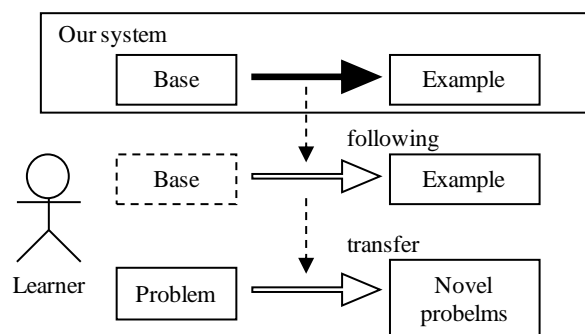 Our system
Base
Example
following
Base
Example
transfer
Learner
Problem
Novel
probelms